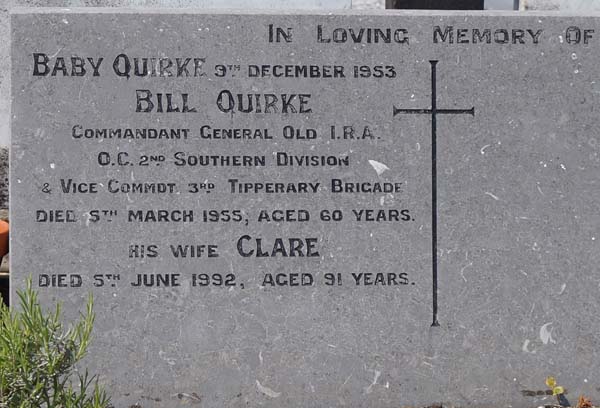 IN LOVING MEMORY OF
BABY QUIRKE 9TH DECEMBER 1953
BILL QUIRKE
COMMANDANT GENERAL OLD I.R.A.
O.C. 2ND SOUTHERN DIVISION
& VICE COMMDT. 3RD TIPPERARY BRIGADE
DIED 5TH MARCH 1955, AGED 60 YEARS.
HIS WIFE CLARE
DIED 5TH JUNE 1992, AGED 91 YEARS.